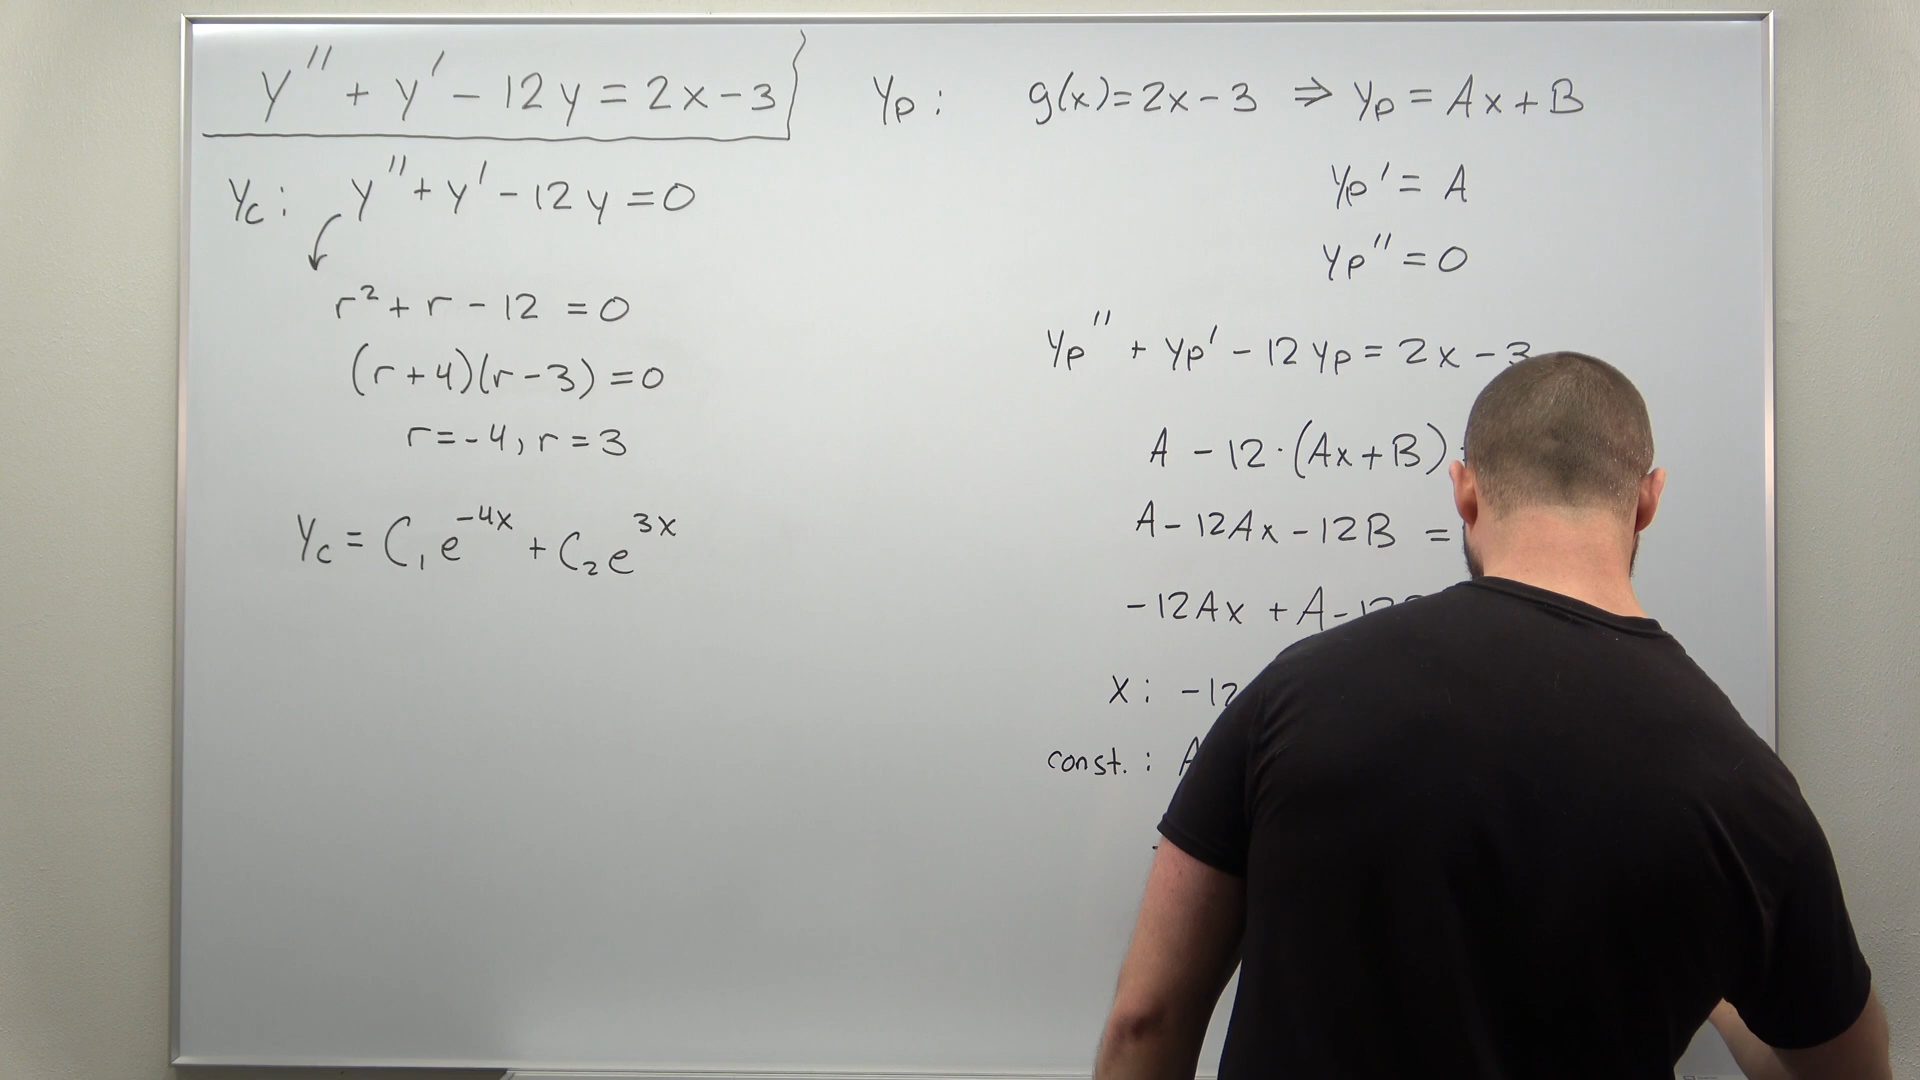 y'' + y' - 12y = 2x - 3
Yc: y'' + y' - 12y = 0
r² + r - 12 = 0
(r+4)(r-3) = 0
r = -4, r = 3
Yc = C₁e^(-4x) + C₂e^(3x)
Yp: g(x) = 2x - 3 ⇒ Yp = Ax + B
Yp' = A
Yp'' = 0
Yp'' + Yp' - 12Yp = 2x - 3
A - 12·(Ax+B)
A - 12Ax - 12B =
-12Ax + A - 12
x: -12
const.: A